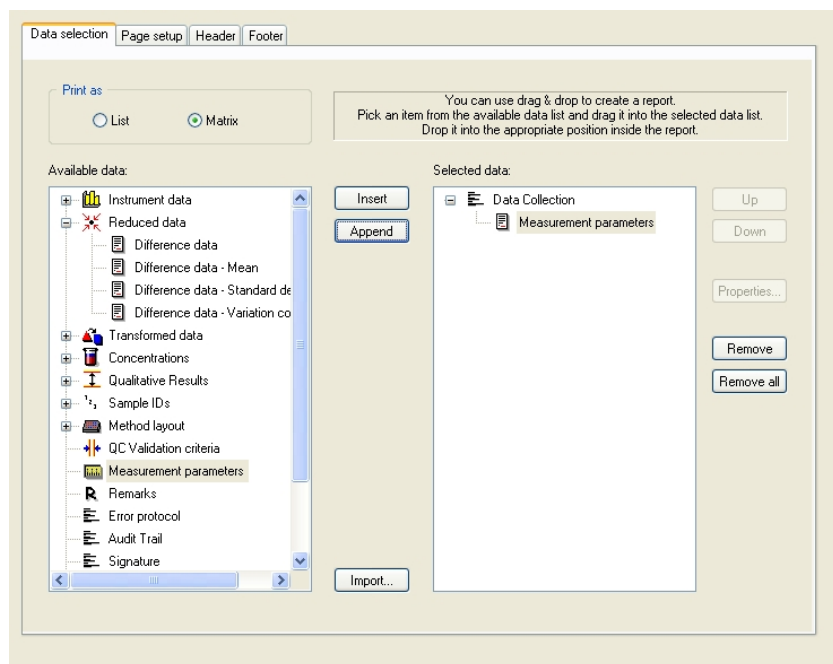 Data selection Page setup Header Footer
Print as
List Matrix
You can use drag & drop to create a report.
Pick an item from the available data list and drag it into the selected data list.
Drop it into the appropriate position inside the report.
Available data:
Instrument data
Reduced data
Difference data
Difference data - Mean
Difference data - Standard de
Difference data - Variation co
Transformed data
Concentrations
Qualitative Results
Sample IDs
Method layout
QC Validation criteria
Measurement parameters
Remarks
Error protocol
Audit Trail
Signature
Insert
Append
Import...
Selected data:
Data Collection
Measurement parameters
Up
Down
Properties...
Remove
Remove all